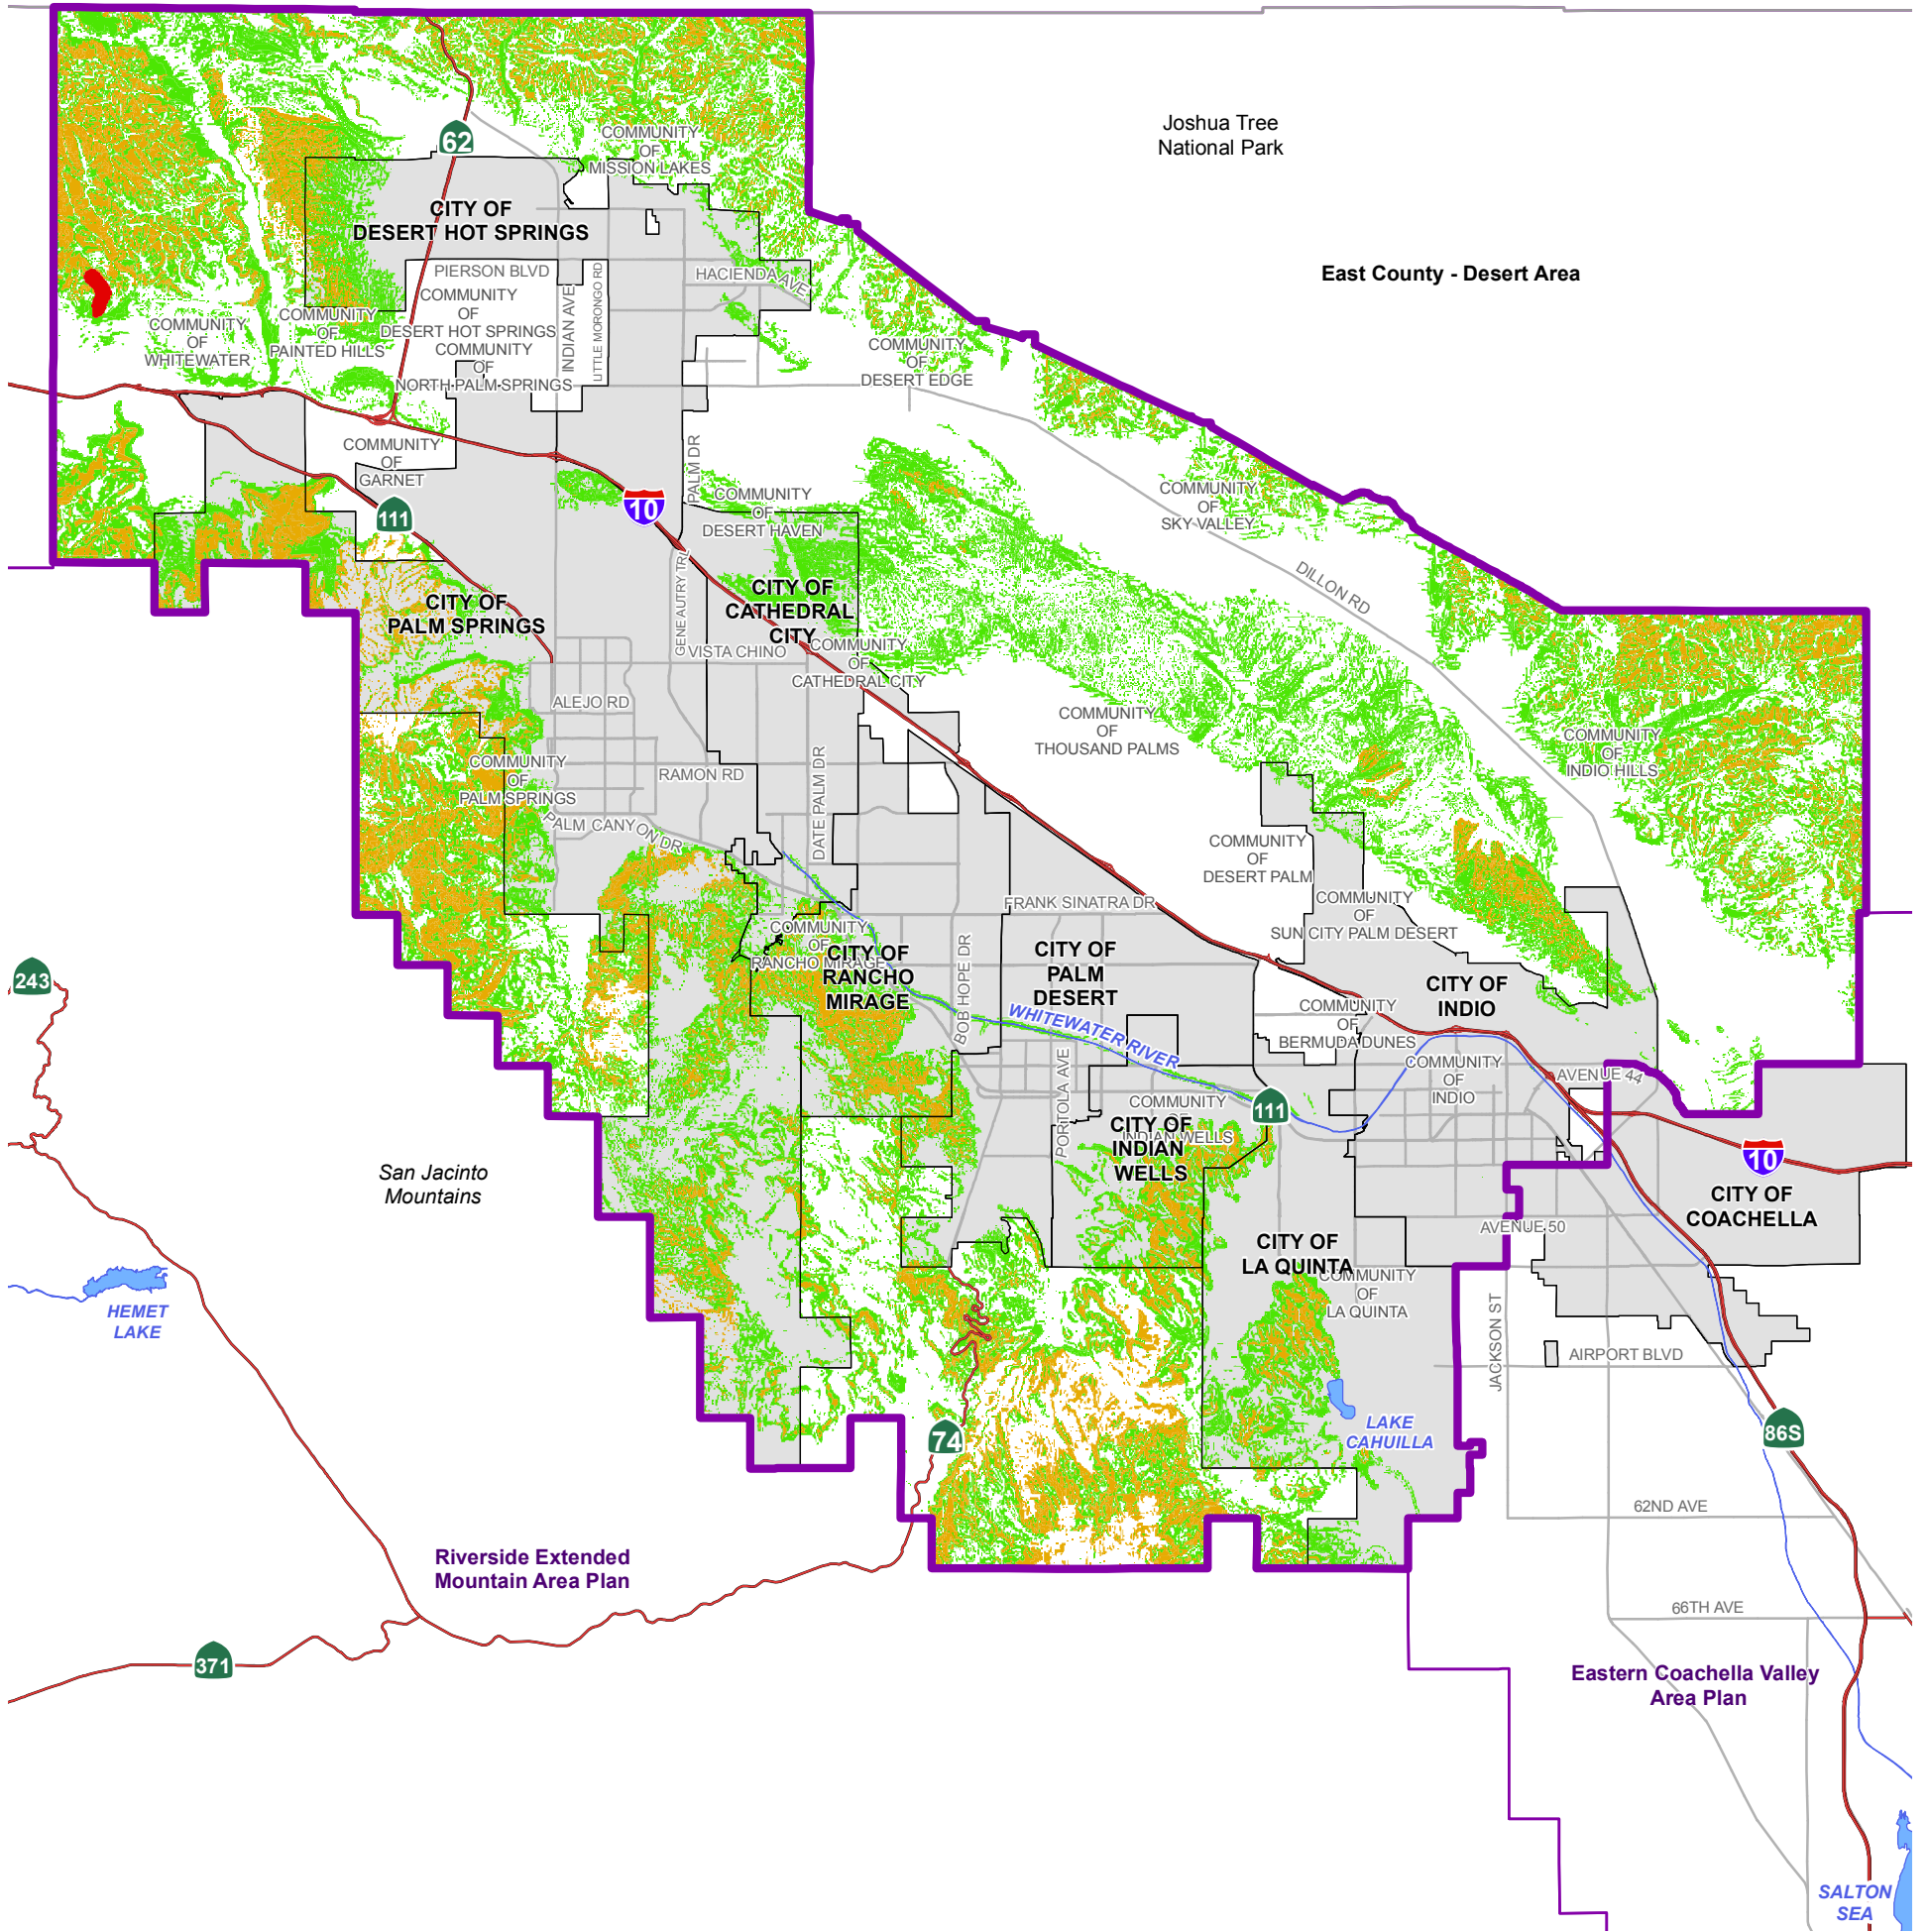 Joshua Tree
National Park
62
COMMUNITY
OF
MISSION LAKES
CITY OF
DESERT HOT SPRINGS
East County - Desert Area
PIERSON BLVD
HACIENDA AVE
INDIAN AVE
LITTLE MORONGO RD
COMMUNITY
OF
DESERT HOT SPRINGS
COMMUNITY
OF
WHITEWATER
COMMUNITY
OF
PAINTED HILLS
COMMUNITY
OF
NORTH PALM SPRINGS
COMMUNITY
OF
DESERT EDGE
COMMUNITY
OF
GARNET
PALM DR
111
10
COMMUNITY
OF
DESERT HAVEN
COMMUNITY
OF
SKY VALLEY
DILLON RD
CITY OF
PALM SPRINGS
GENE AUTRY TRL
CITY OF
CATHEDRAL
CITY
VISTA CHINO
COMMUNITY
OF
CATHEDRAL CITY
ALEJO RD
COMMUNITY
OF
THOUSAND PALMS
COMMUNITY
OF
INDIO HILLS
COMMUNITY
OF
PALM SPRINGS
RAMON RD
DATE PALM DR
PALM CANYON DR
COMMUNITY
OF
DESERT PALM
FRANK SINATRA DR
COMMUNITY
OF
SUN CITY PALM DESERT
COMMUNITY
OF
RANCHO MIRAGE
CITY OF
RANCHO
MIRAGE
BOB HOPE DR
CITY OF
PALM
DESERT
CITY OF
INDIO
243
WHITEWATER RIVER
COMMUNITY
OF
BERMUDA DUNES
COMMUNITY
OF
INDIO
AVENUE 44
PORTOLA AVE
COMMUNITY
OF
INDIAN WELLS
CITY OF
INDIAN
WELLS
111
10
San Jacinto
Mountains
CITY OF
COACHELLA
AVENUE 50
CITY OF
LA QUINTA
COMMUNITY
OF
LA QUINTA
HEMET
LAKE
JACKSON ST
AIRPORT BLVD
LAKE
CAHUILLA
74
86S
62ND AVE
Riverside Extended
Mountain Area Plan
66TH AVE
371
Eastern Coachella Valley
Area Plan
SALTON
SEA